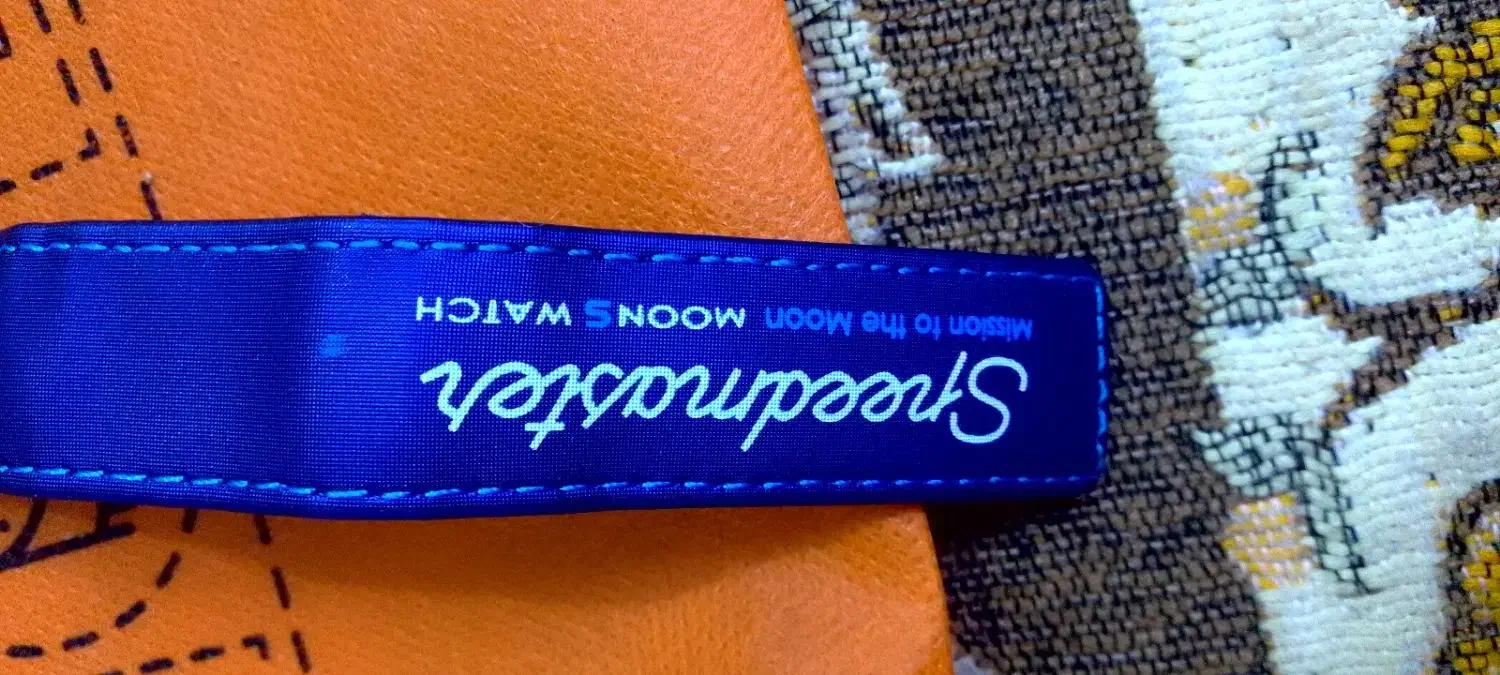 Speedmaster
Mission to the Moon MOONSWATCH